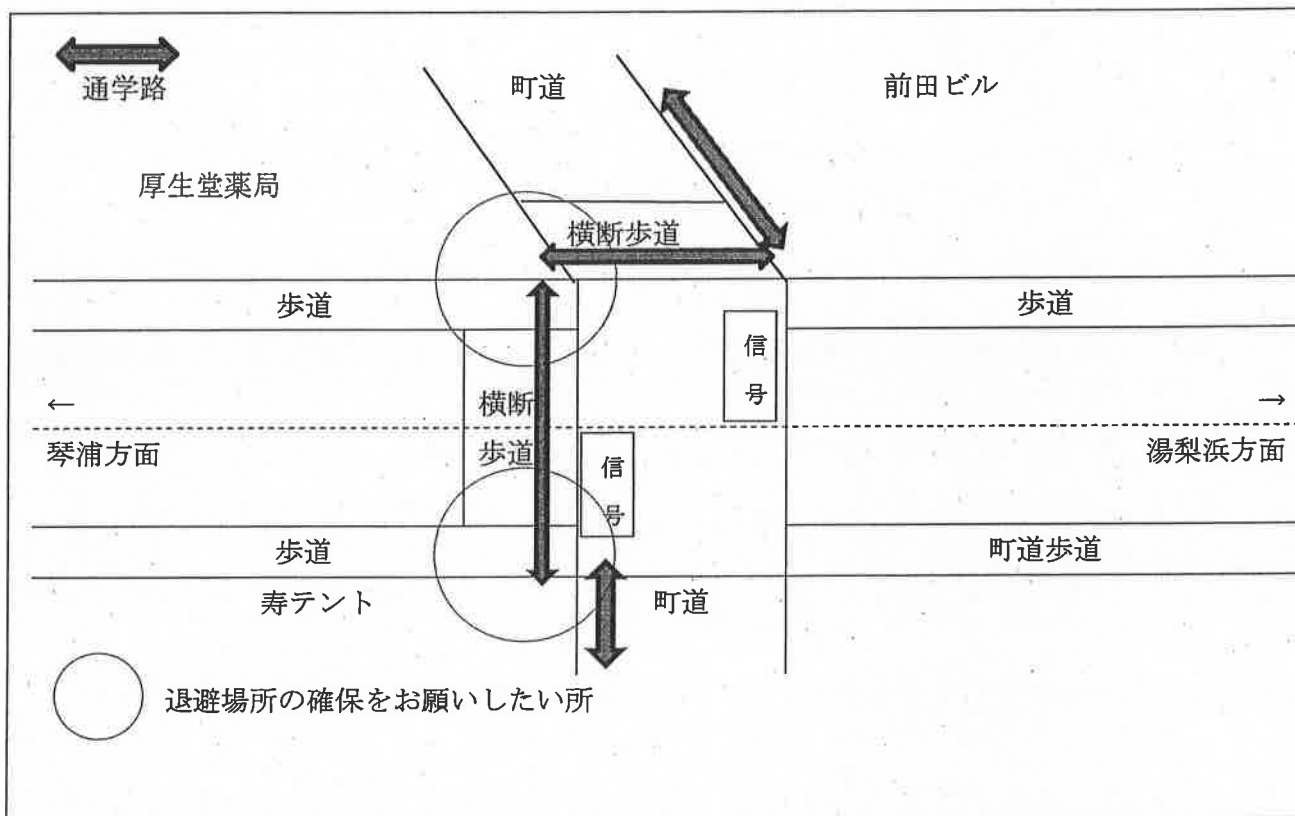 通学路
町道
前田ビル
厚生堂薬局
横断歩道
歩道
歩道
信
号
←
横断
→
琴浦方面
歩道
信
号
湯梨浜方面
歩道
町道歩道
寿テント
町道
退避場所の確保をお願いしたい所